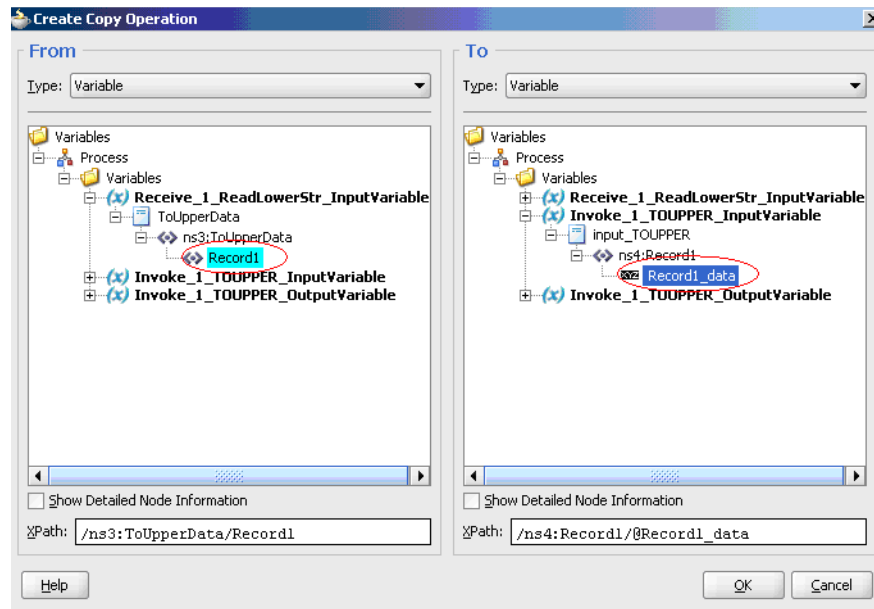 Create Copy Operation
From
Type: Variable
Variables
Process
Variables
Receive_1_ReadLowerStr_InputVariable
ToUpperData
ns3:ToUpperData
Record1
Invoke_1_TOUPPER_InputVariable
Invoke_1_TOUPPER_OutputVariable
Show Detailed Node Information
XPath: /ns3:ToUpperData/Record1
To
Type: Variable
Variables
Process
Variables
Receive_1_ReadLowerStr_InputVariable
Invoke_1_TOUPPER_InputVariable
input_TOUPPER
ns4:Record1
Record1_data
Invoke_1_TOUPPER_OutputVariable
Show Detailed Node Information
XPath: /ns4:Record1/@Record1_data
Help
OK
Cancel